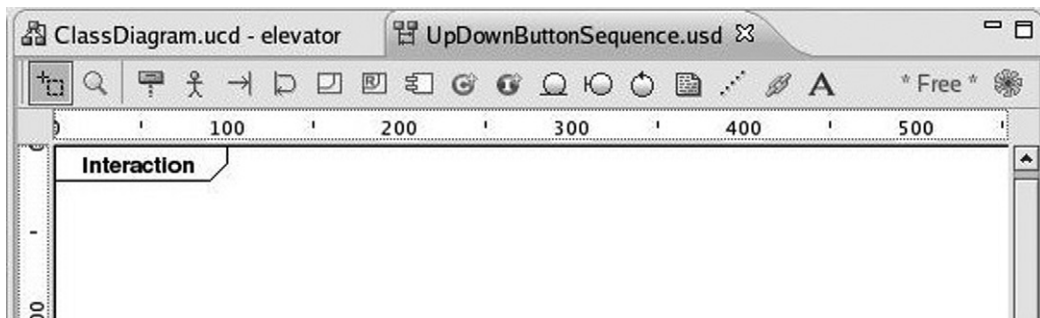 ClassDiagram.ucd - elevator UpDownButtonSequence.usd
A * Free *
100 200 300 400 500
Interaction